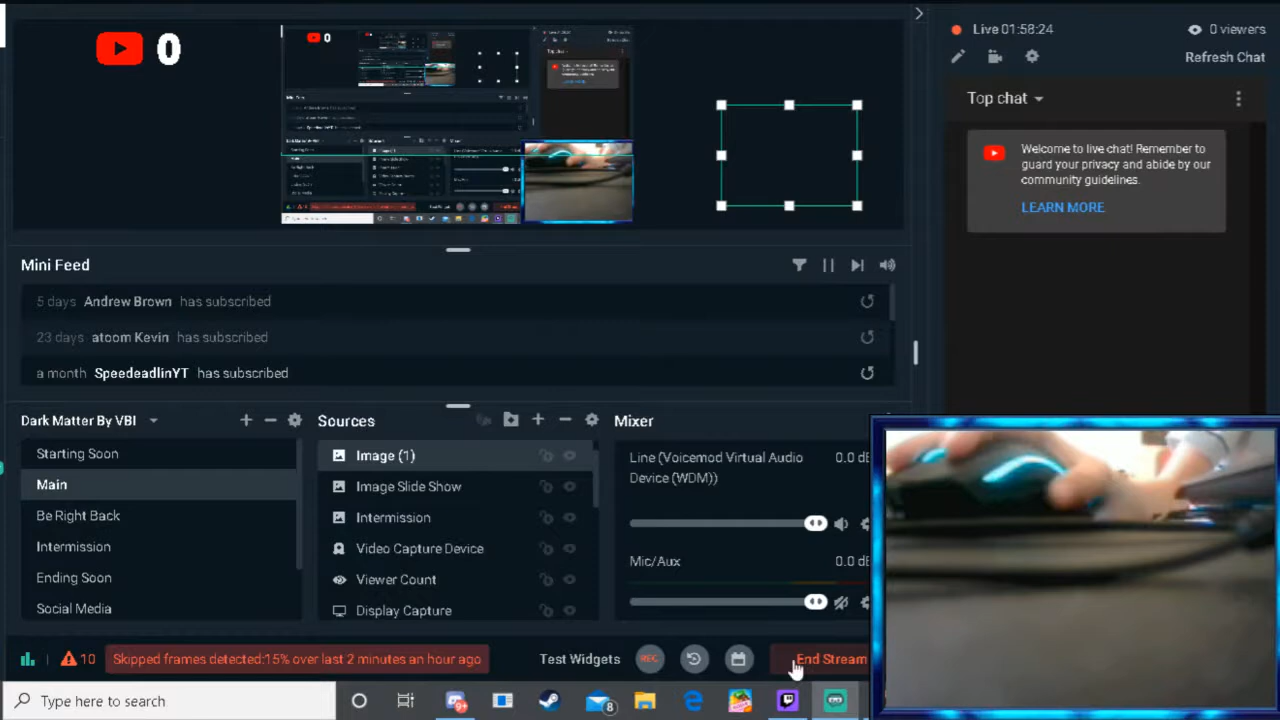 0
Live 01:58:24
0 viewers
Refresh Chat
Top chat
Welcome to live chat! Remember to
guard your privacy and abide by our
community guidelines.
LEARN MORE
Mini Feed
5 days Andrew Brown has subscribed
23 days atoom Kevin has subscribed
a month SpeedeadlinYT has subscribed
Dark Matter By VBI
Starting Soon
Main
Be Right Back
Intermission
Ending Soon
Social Media
Sources
Image (1)
Image Slide Show
Intermission
Video Capture Device
Viewer Count
Display Capture
Mixer
Line (Voicemod Virtual Audio
Device (WDM))
0.0 dB
Mic/Aux
0.0 dB
10
Skipped frames detected:15% over last 2 minutes an hour ago
Test Widgets
REC
End Stream
Type here to search
9+
8